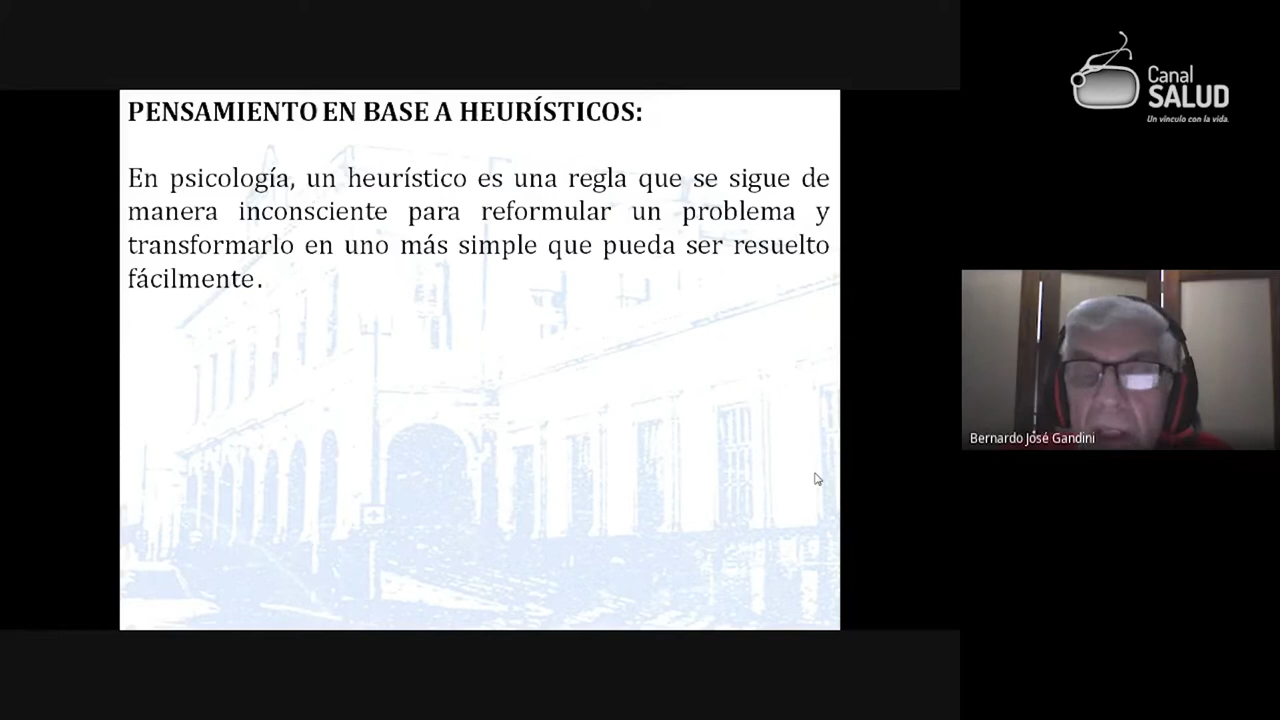 PENSAMIENTO EN BASE A HEURÍSTICOS:
En psicología, un heurístico es una regla que se sigue de
manera inconsciente para reformular un problema y
transformarlo en uno más simple que pueda ser resuelto
fácilmente.
Canal
SALUD
Un vínculo con la vida.
Bernardo José Gandini